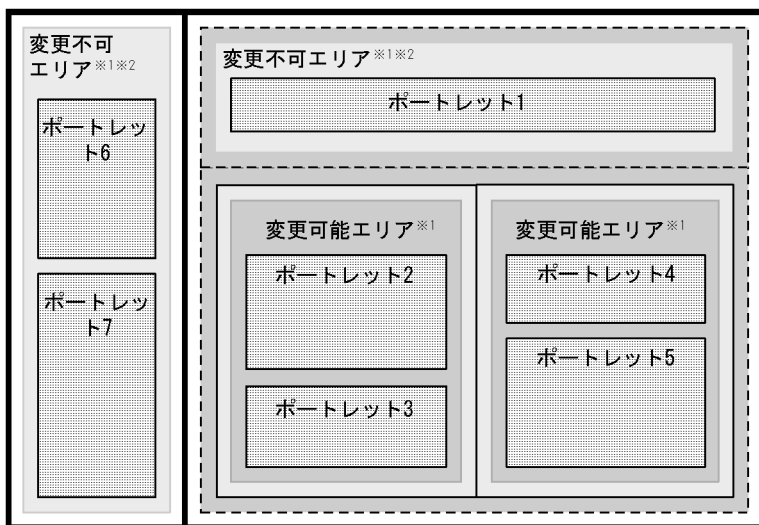 変更不可
エリア※1※2
ポートレッ
ト6
ポートレッ
ト7
変更不可エリア※1※2
ポートレット1
変更可能エリア※1
ポートレット2
ポートレット3
変更可能エリア※1
ポートレット4
ポートレット5